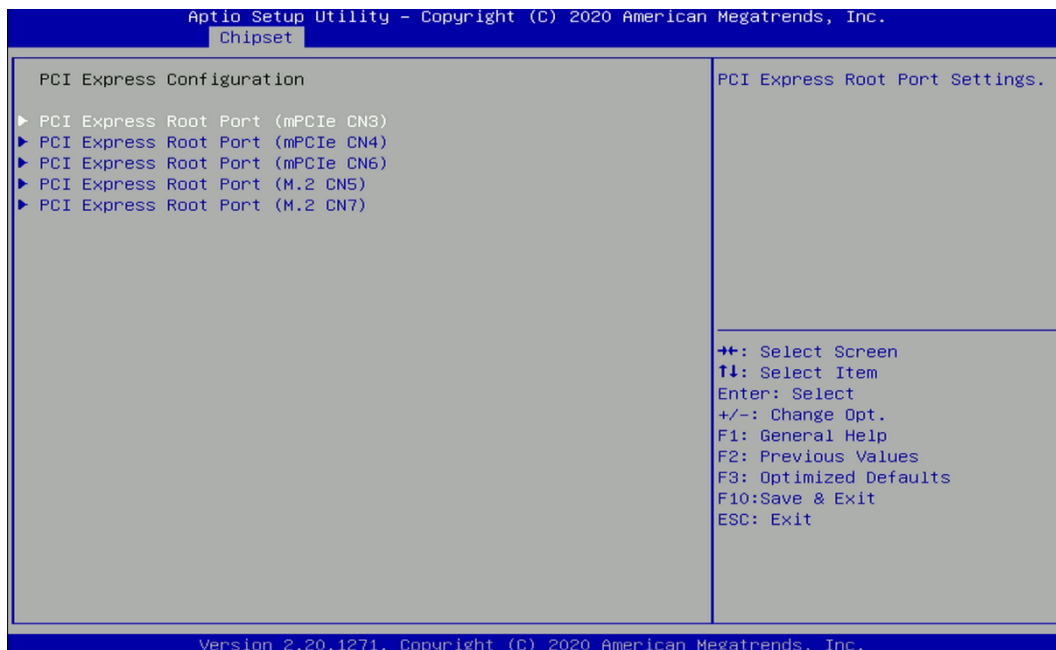 Aptio Setup Utility – Copyright (C) 2020 American Megatrends, Inc.
Chipset
PCI Express Configuration
► PCI Express Root Port (mPCIe CN3)
► PCI Express Root Port (mPCIe CN4)
► PCI Express Root Port (mPCIe CN6)
► PCI Express Root Port (M.2 CN5)
► PCI Express Root Port (M.2 CN7)
PCI Express Root Port Settings.
→←: Select Screen
↑↓: Select Item
Enter: Select
+/-: Change Opt.
F1: General Help
F2: Previous Values
F3: Optimized Defaults
F10:Save & Exit
ESC: Exit
Version 2.20.1271. Copyright (C) 2020 American Megatrends, Inc.